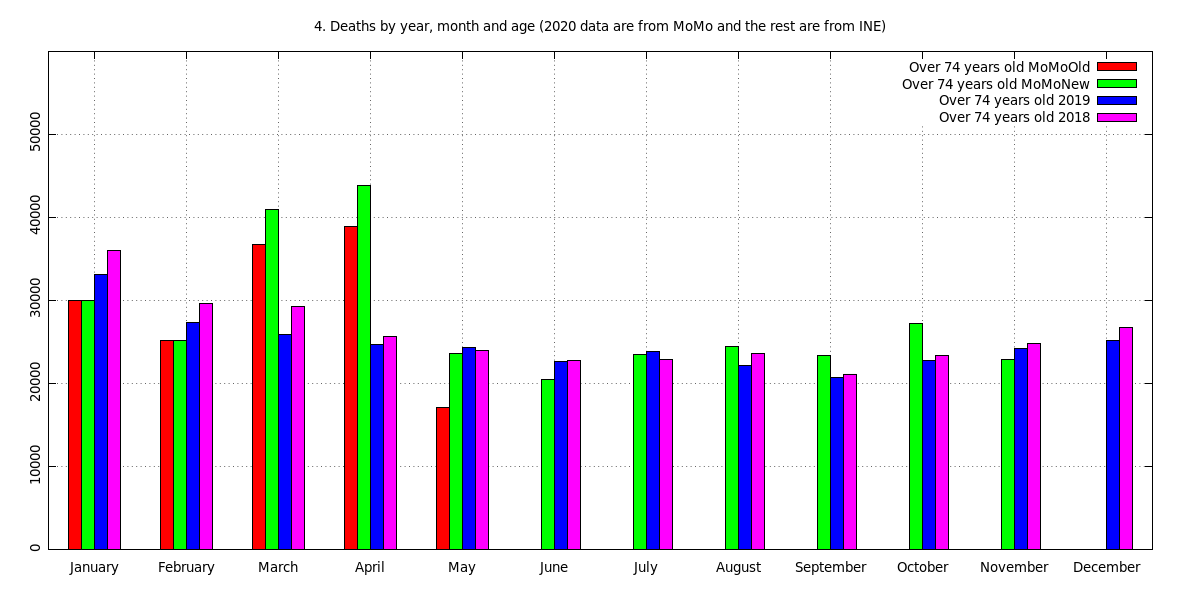 4. Deaths by year, month and age (2020 data are from MoMo and the rest are from INE)
Over 74 years old MoMoOld
Over 74 years old MoMoNew
Over 74 years old 2019
Over 74 years old 2018
50000
40000
30000
20000
10000
0
January February March April May June July August September October November December